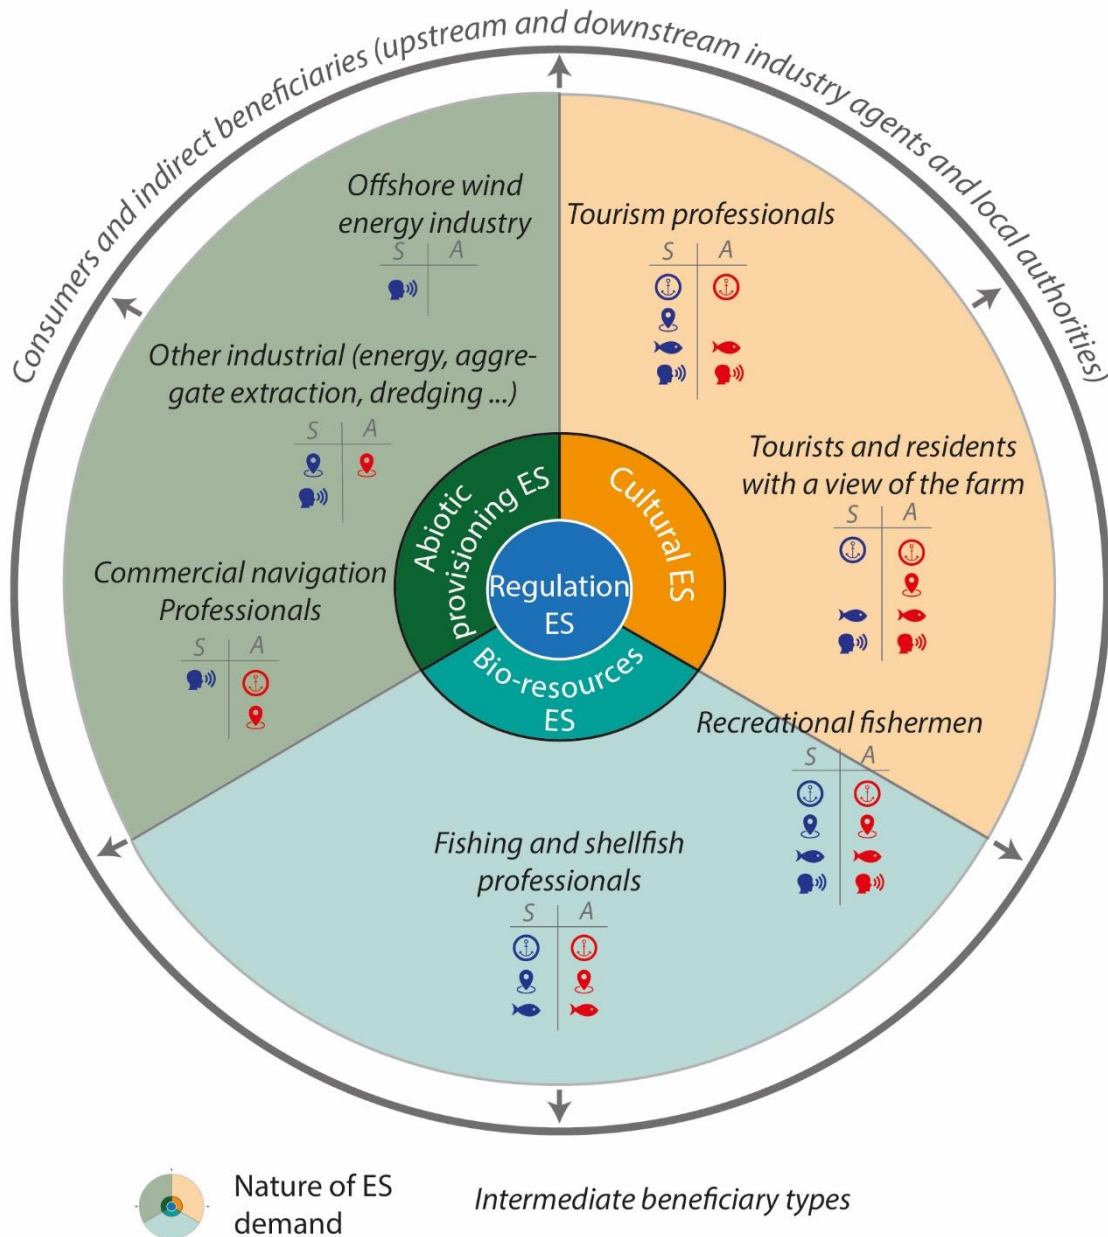 Consumers and indirect beneficiaries (upstream and downstream industry agents and local authorities)
Offshore wind
energy industry
S A
Tourism professionals
S A
Other industrial (energy, aggre-
gate extraction, dredging ...)
S A
Tourists and residents
with a view of the farm
S A
Commercial navigation
Professionals
S A
Abiotic
provisioning ES
Cultural ES
Regulation
ES
Bio-resources
ES
Recreational fishermen
S A
Fishing and shellfish
professionals
S A
Nature of ES
demand
Intermediate beneficiary types